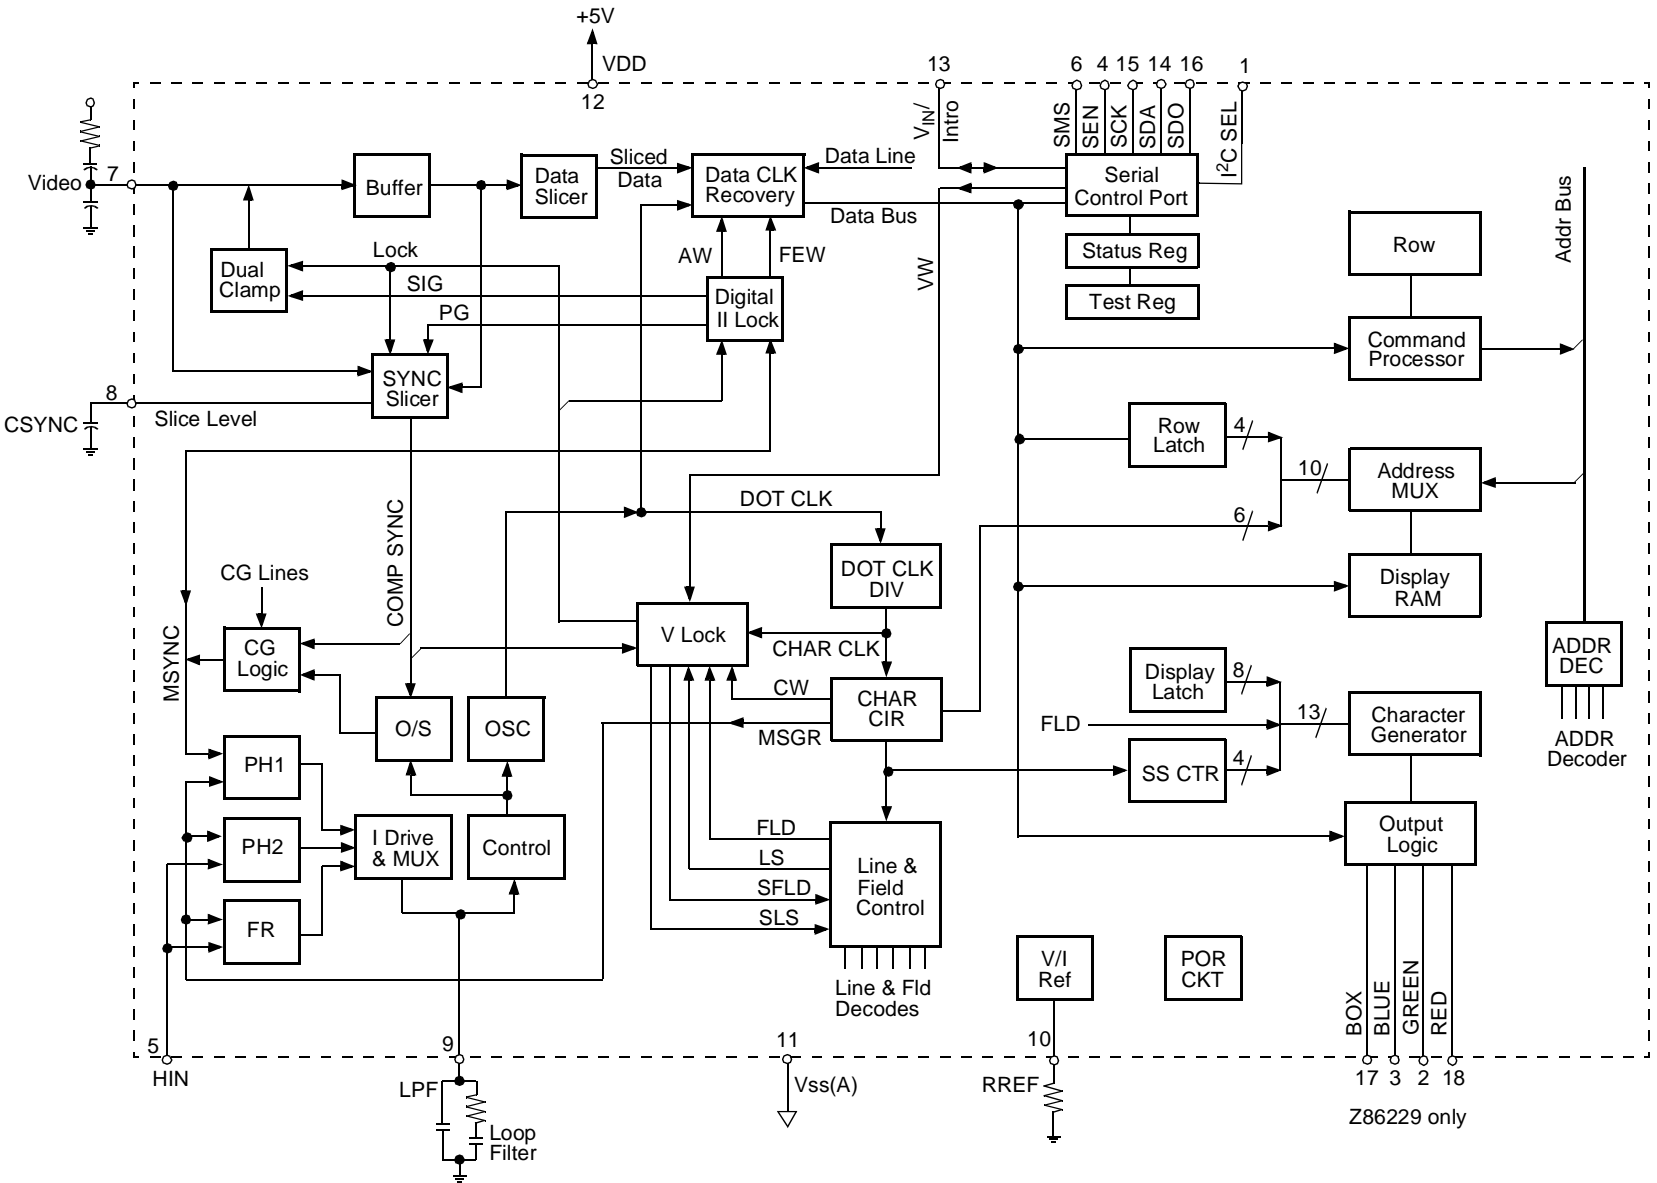 +5V
VDD
12
13
6 4 15 14 16 1
V_IN/
Intro
SMS
SEN
SCK
SDA
SDO
I²C SEL
Video
7
Buffer
Data
Slicer
Sliced
Data
Data CLK
Recovery
Data Line
Data Bus
Serial
Control Port
Status Reg
Test Reg
Addr Bus
Row
Command
Processor
Dual
Clamp
Lock
SIG
PG
AW
FEW
Digital
II Lock
VW
SYNC
Slicer
8
CSYNC
Slice Level
Row
Latch
4
10
6
Address
MUX
Display
RAM
DOT CLK
COMP SYNC
DOT CLK
DIV
CG Lines
CG
Logic
MSYNC
V Lock
CHAR CLK
CW
CHAR
CIR
MSGR
O/S
OSC
Display
Latch
8
FLD
13
SS CTR
4
Character
Generator
ADDR
DEC
ADDR
Decoder
PH1
PH2
FR
I Drive
& MUX
Control
FLD
LS
SFLD
SLS
Line &
Field
Control
Line & Fld
Decodes
Output
Logic
V/I
Ref
POR
CKT
BOX
BLUE
GREEN
RED
5
HIN
9
LPF
Loop
Filter
11
Vss(A)
10
RREF
17 3 2 18
Z86229 only